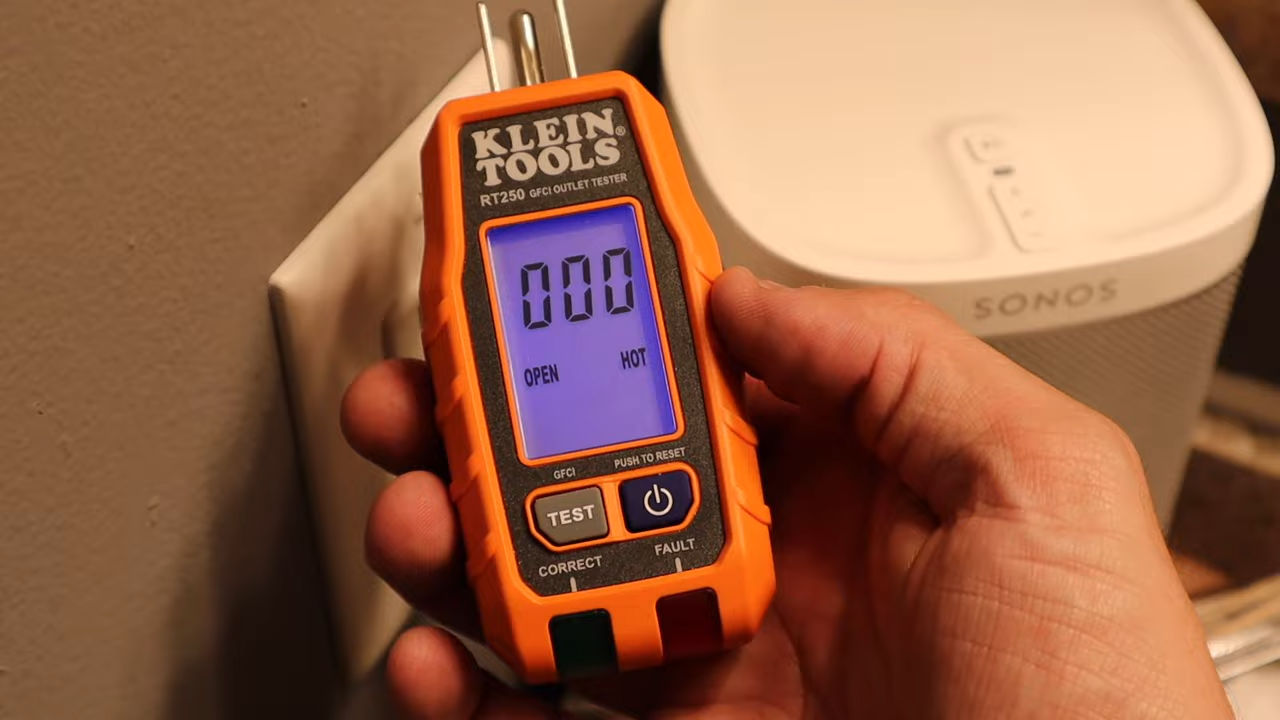 KLEIN
TOOLS®
RT250 GFCI OUTLET TESTER
000
OPEN HOT
GFCI PUSH TO RESET
TEST
CORRECT FAULT
SONOS